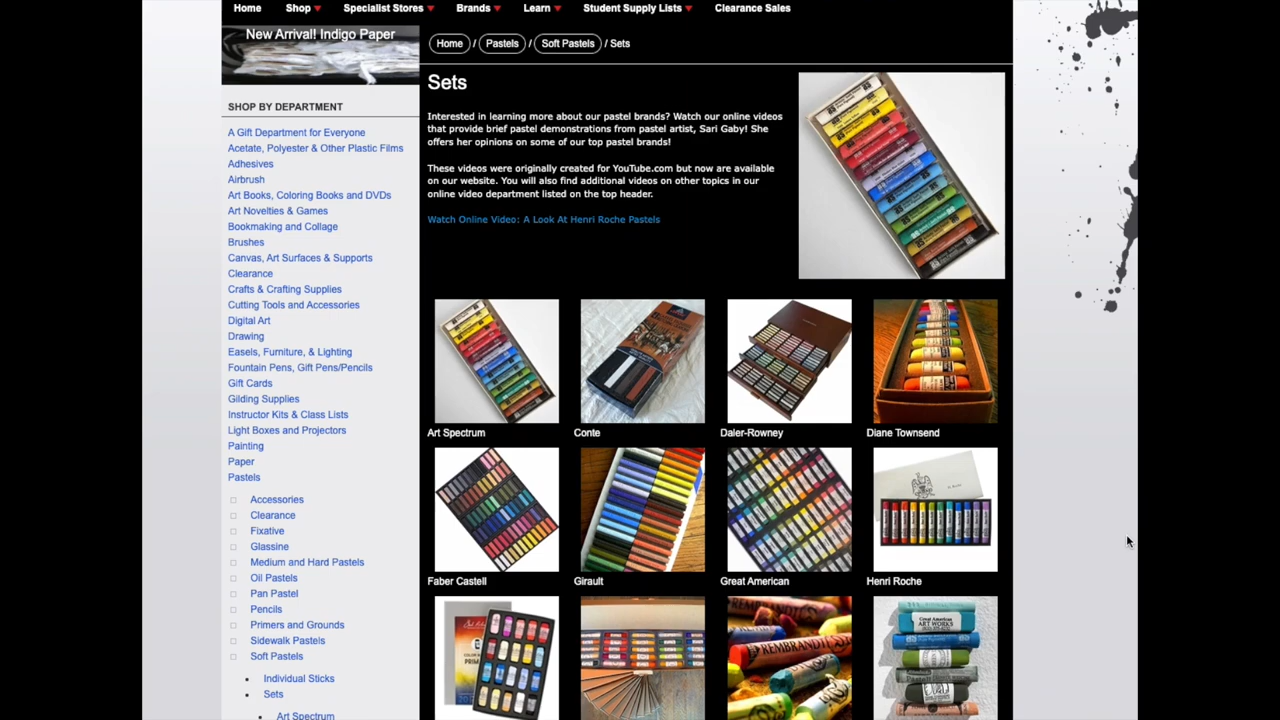 Home Shop Specialist Stores Brands Learn Student Supply Lists Clearance Sales
New Arrival! Indigo Paper
Home / Pastels / Soft Pastels / Sets
SHOP BY DEPARTMENT
A Gift Department for Everyone
Acetate, Polyester & Other Plastic Films
Adhesives
Airbrush
Art Books, Coloring Books and DVDs
Art Novelties & Games
Bookmaking and Collage
Brushes
Canvas, Art Surfaces & Supports
Clearance
Crafts & Crafting Supplies
Cutting Tools and Accessories
Digital Art
Drawing
Easels, Furniture, & Lighting
Fountain Pens, Gift Pens/Pencils
Gift Cards
Gilding Supplies
Instructor Kits & Class Lists
Light Boxes and Projectors
Painting
Paper
Pastels
Accessories
Clearance
Fixative
Glassine
Medium and Hard Pastels
Oil Pastels
Pan Pastel
Pencils
Primers and Grounds
Sidewalk Pastels
Soft Pastels
Individual Sticks
Sets
Art Spectrum
Sets
Interested in learning more about our pastel brands? Watch our online videos
that provide brief pastel demonstrations from pastel artist, Sari Gaby! She
offers her opinions on some of our top pastel brands!
These videos were originally created for YouTube.com but now are available
on our website. You will also find additional videos on other topics in our
online video department listed on the top header.
Watch Online Video: A Look At Henri Roche Pastels
Art Spectrum Conte Daler-Rowney Diane Townsend
Faber Castell Girault Great American Henri Roche
REMBRANDT
REMBRANDT
Great American
ART WORKS